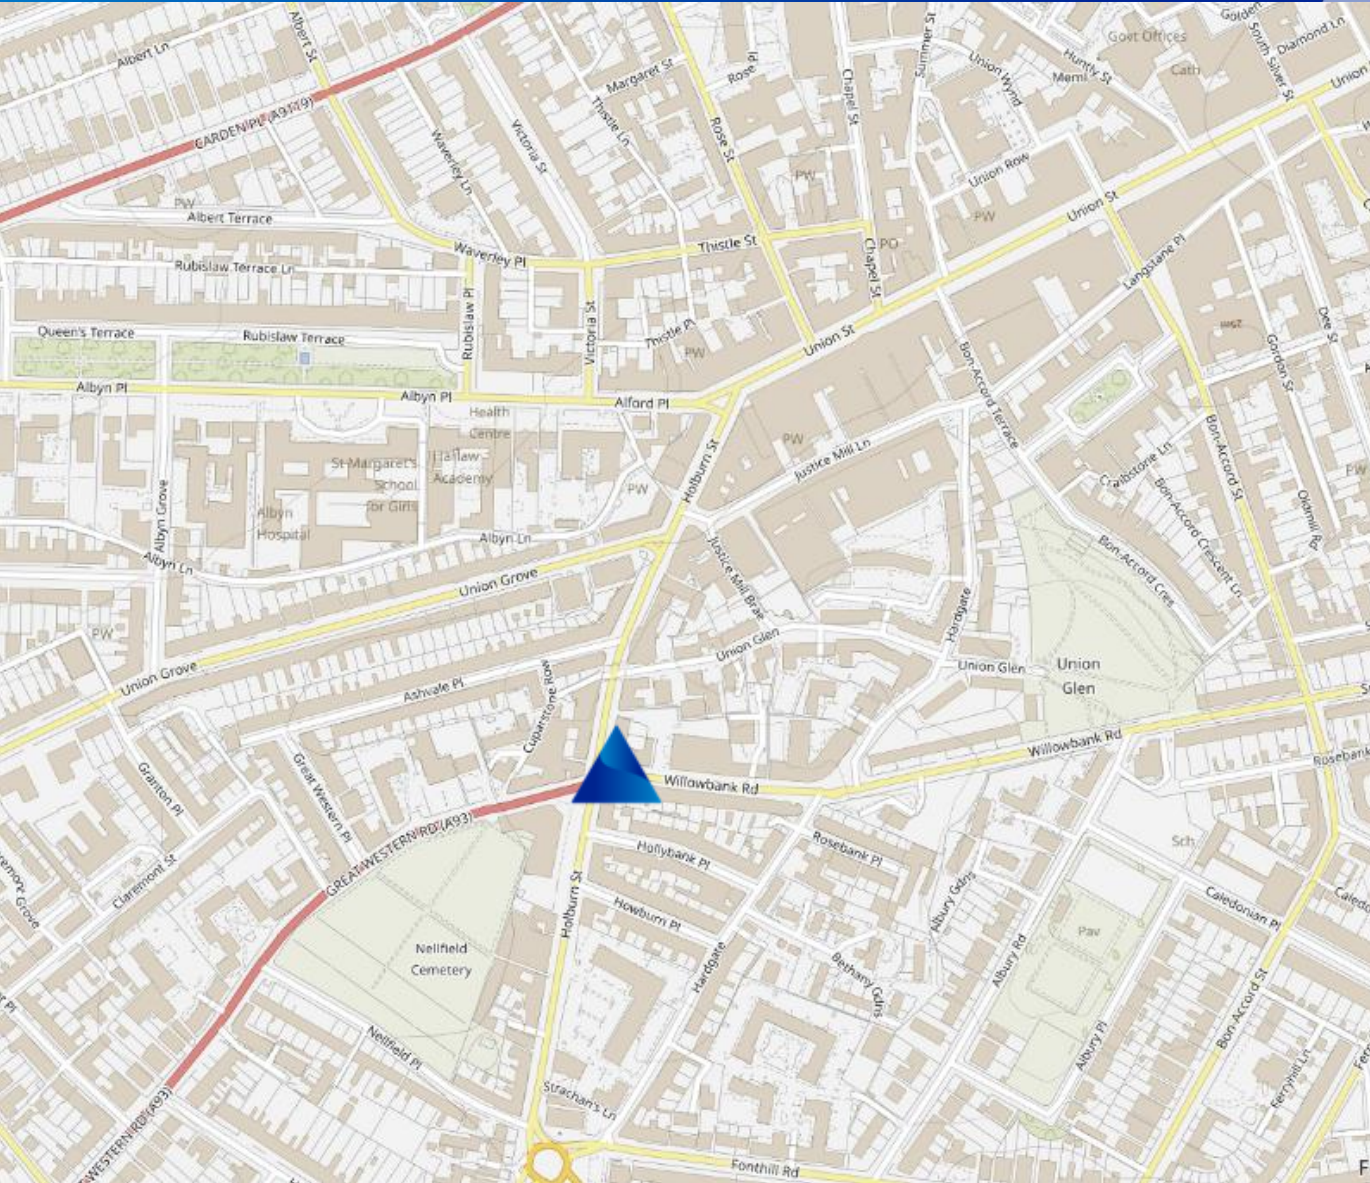 Albert Ln
Albert St
CARDEN PL (A9119)
Waverley Ln
Victoria St
Margaret St
Thistle Ln
Rose Pl
Rose St
Chapel St
Summer St
Union Wynd
Huntly St
Meml
Govt Offices
Cath
Golden
South Silver St
Diamond Ln
Union
PW
Albert Terrace
Union Row
PW
PW
Union St
Rubislaw Terrace Ln
Waverley Pl
Thistle St
PO
Chapel St
Langstane Pl
Queen's Terrace
Rubislaw Terrace
Rubislaw Pl
Victoria St
Thistle Pl
PW
Union St
Bon-Accord Terrace
Gordon St
Dee St
Albyn Pl
Albyn Pl
Alford Pl
Health
Centre
St Margaret's
School
for Girls
Harlaw
Academy
Albyn
Hospital
PW
PW
Holburn St
Justice Mill Ln
Craibstone Ln
Bon-Accord Crescent Ln
Bon-Accord St
Oldmill Rd
PW
Albyn Grove
Albyn Ln
Albyn Ln
Union Grove
Justice Mill Brae
Bon-Accord Cres
Hardgate
PW
Union Grove
Ashvale Pl
Cuparstone Row
Union Glen
Union Glen
Union
Glen
Willowbank Rd
Rosebank
Granton Pl
Great Western Pl
Willowbank Rd
GREAT WESTERN RD (A93)
Claremont St
Hollybank Pl
Rosebank Pl
Sch
Albury Gdns
Caledonian Pl
Howburn Pl
Holburn St
Nellfield
Cemetery
Hardgate
Bethany Gdns
Albury Rd
Pav
Bon-Accord St
Nellfield Pl
Albury Pl
Ferryhill Ln
Strachan's Ln
WESTERN RD (A93)
Fonthill Rd
F